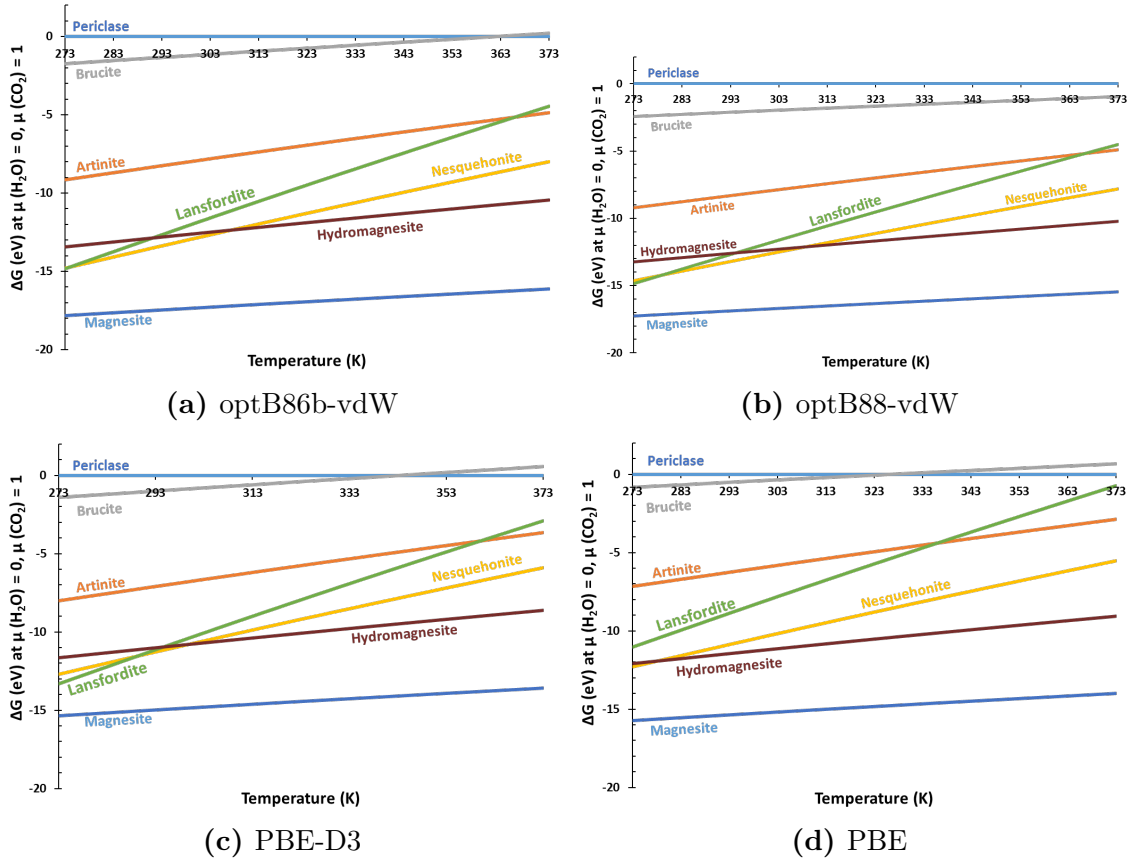 Periclase
0
273 283 293 303 313 323 333 343 353 363 373
Brucite
-5
Artinite
Nesquehonite
Lansfordite
-10
Hydromagnesite
-15
Magnesite
-20
ΔG (eV) at μ (H₂O) = 0, μ (CO₂) = 1
Temperature (K)
(a) optB86b-vdW
Periclase
0
273 283 293 303 313 323 333 343 353 363 373
Brucite
-5
Artinite
Lansfordite
Nesquehonite
-10
Hydromagnesite
-15
Magnesite
-20
ΔG (eV) at μ (H₂O) = 0, μ (CO₂) = 1
Temperature (K)
(b) optB88-vdW
Periclase
0
273 293 313 333 353 373
Brucite
-5
Artinite
Nesquehonite
-10
Hydromagnesite
Lansfordite
-15
Magnesite
-20
ΔG (eV) at μ (H₂O) = 0, μ (CO₂) = 1
Temperature (K)
(c) PBE-D3
Periclase
0
273 283 293 303 313 323 333 343 353 363 373
Brucite
-5
Artinite
Lansfordite
Nesquehonite
-10
Hydromagnesite
-15
Magnesite
-20
ΔG (eV) at μ (H₂O) = 0, μ (CO₂) = 1
Temperature (K)
(d) PBE